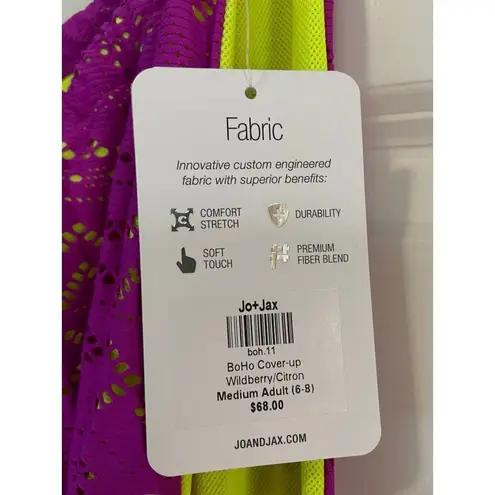 Fabric
Innovative custom engineered
fabric with superior benefits:
COMFORT
STRETCH
DURABILITY
SOFT
TOUCH
PREMIUM
FIBER BLEND
Jo+Jax
boh.11
BoHo Cover-up
Wildberry/Citron
Medium Adult (6-8)
$68.00
JOANDJAX.COM